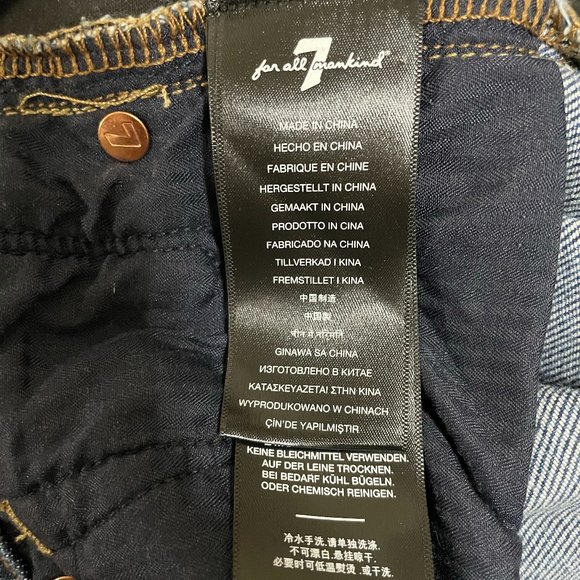 7
for all mankind®
MADE IN CHINA
HECHO EN CHINA
FABRIQUE EN CHINE
HERGESTELLT IN CHINA
GEMAAKT IN CHINA
PRODOTTO IN CINA
FABRICADO NA CHINA
TILLVERKAD I KINA
FREMSTILLET I KINA
中国制造
中国製
चीन में नारिमलि
GINAWA SA CHINA
ИЗГОТОВЛЕНО В КИТАЕ
ΚΑΤΑΣΚΕΥΑΖΕΤΑΙ ΣΤΗΝ ΚΙΝΑ
WYPRODUKOWANO W CHINACH
ÇİN'DE YAPILMIŞTIR
KEINE BLEICHMITTEL VERWENDEN.
AUF DER LEINE TROCKNEN.
BEI BEDARF KÜHL BÜGELN
ODER CHEMISCH REINIGEN.
冷水手洗.请单独洗涤.
不可漂白.悬挂晾干.
必要时可低温熨烫或干洗.